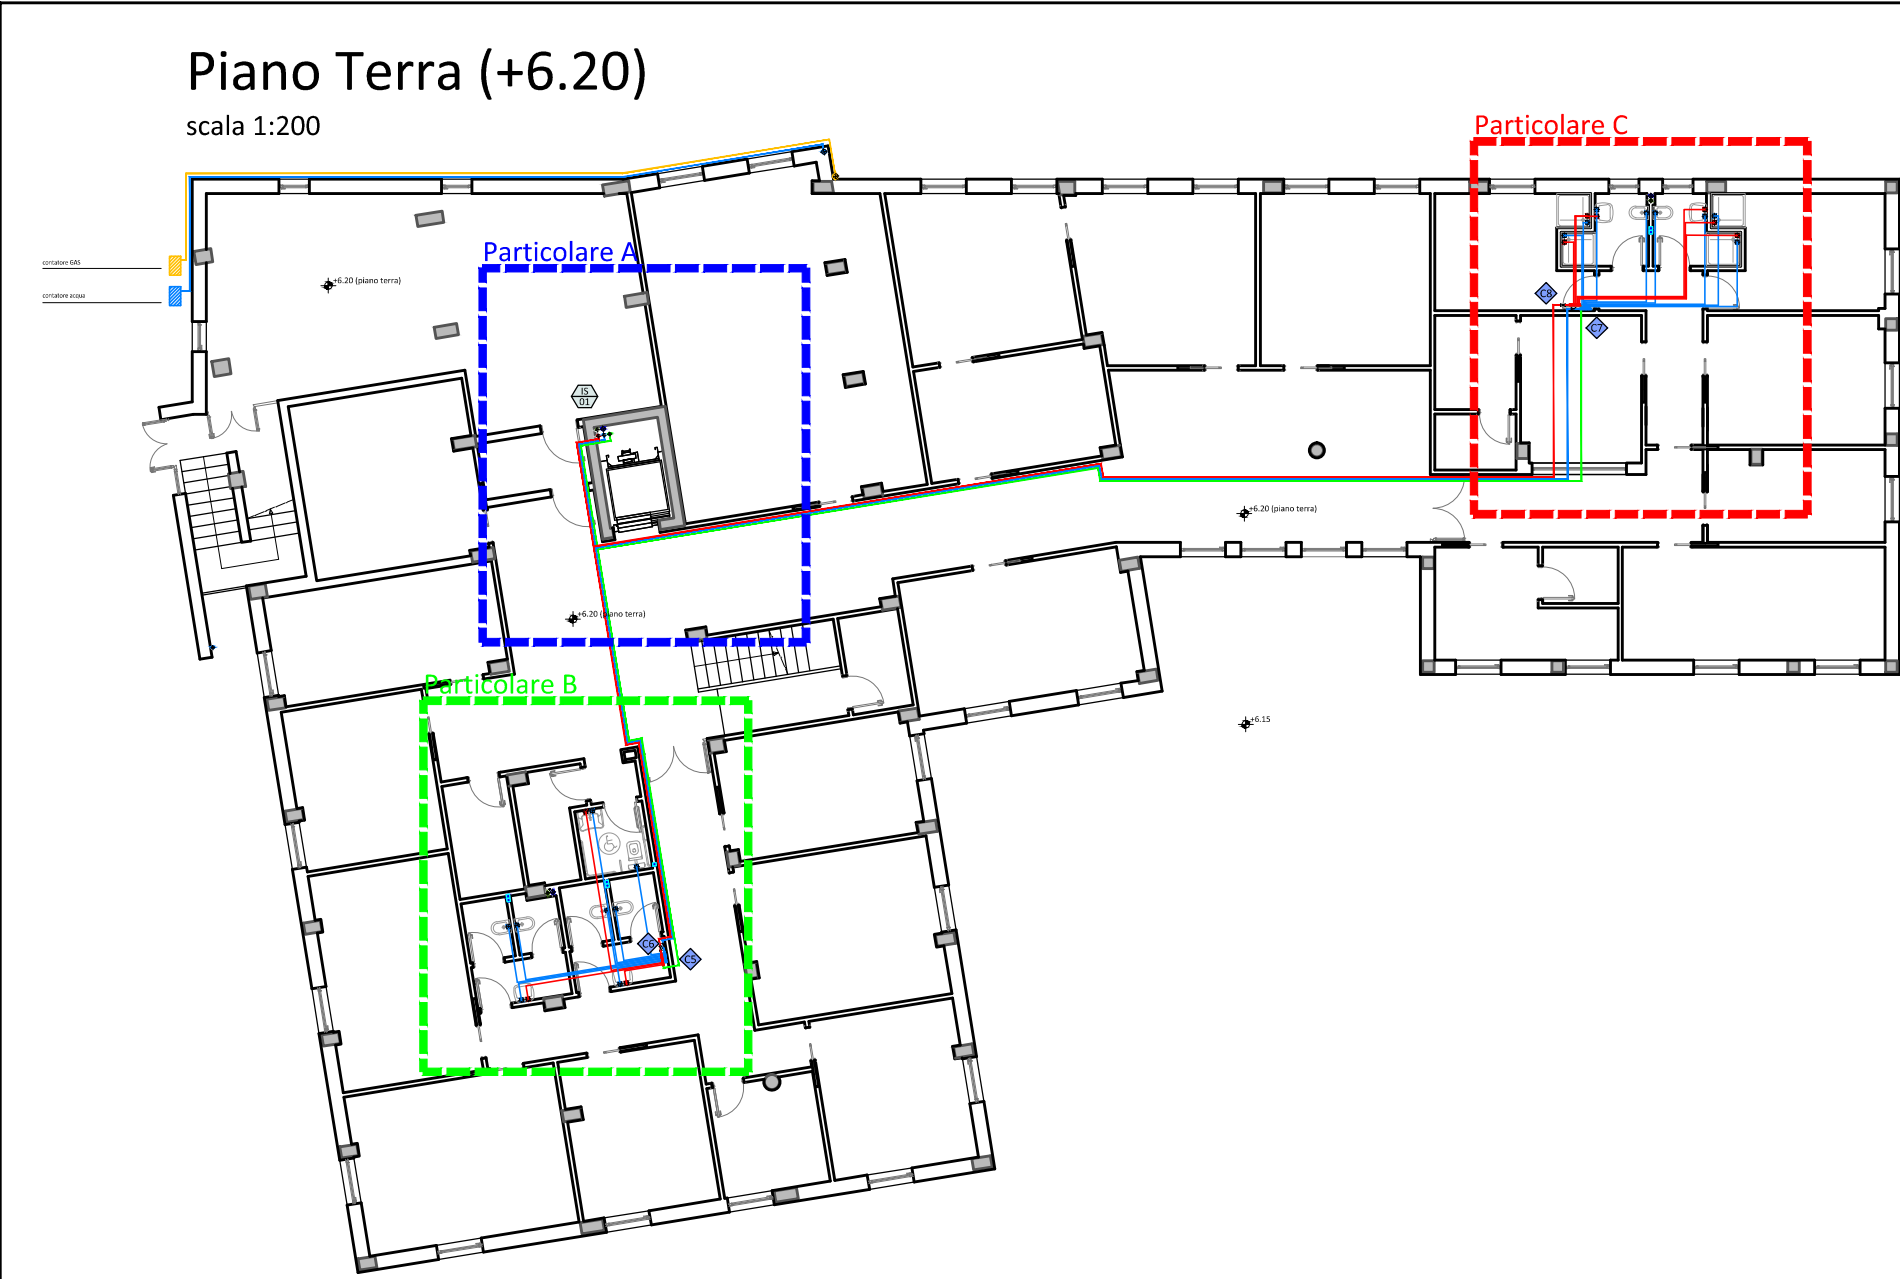 Piano Terra (+6.20)
scala 1:200
Particolare C
Particolare A
contatore GAS
+6.20 (piano terra)
contatore acqua
C8
C7
IS
01
+6.20 (piano terra)
+6.20 (piano terra)
Particolare B
+6.15
C6
C5